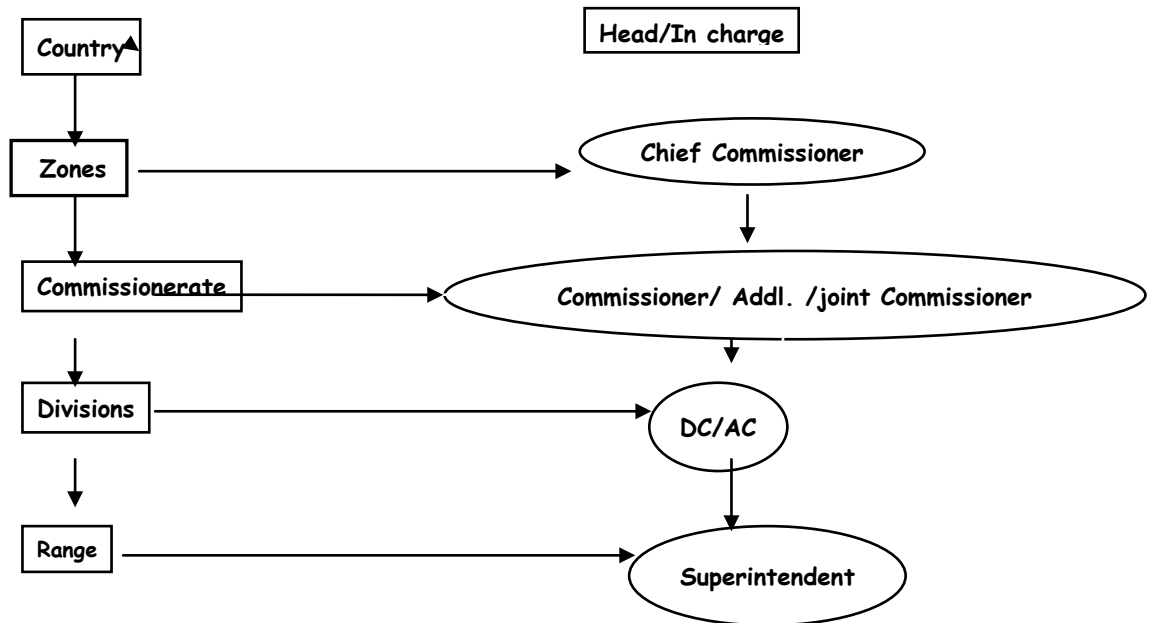 Country
Head/In charge
Zones
Chief Commissioner
Commissionerate
Commissioner/ Addl. /joint Commissioner
Divisions
DC/AC
Range
Superintendent